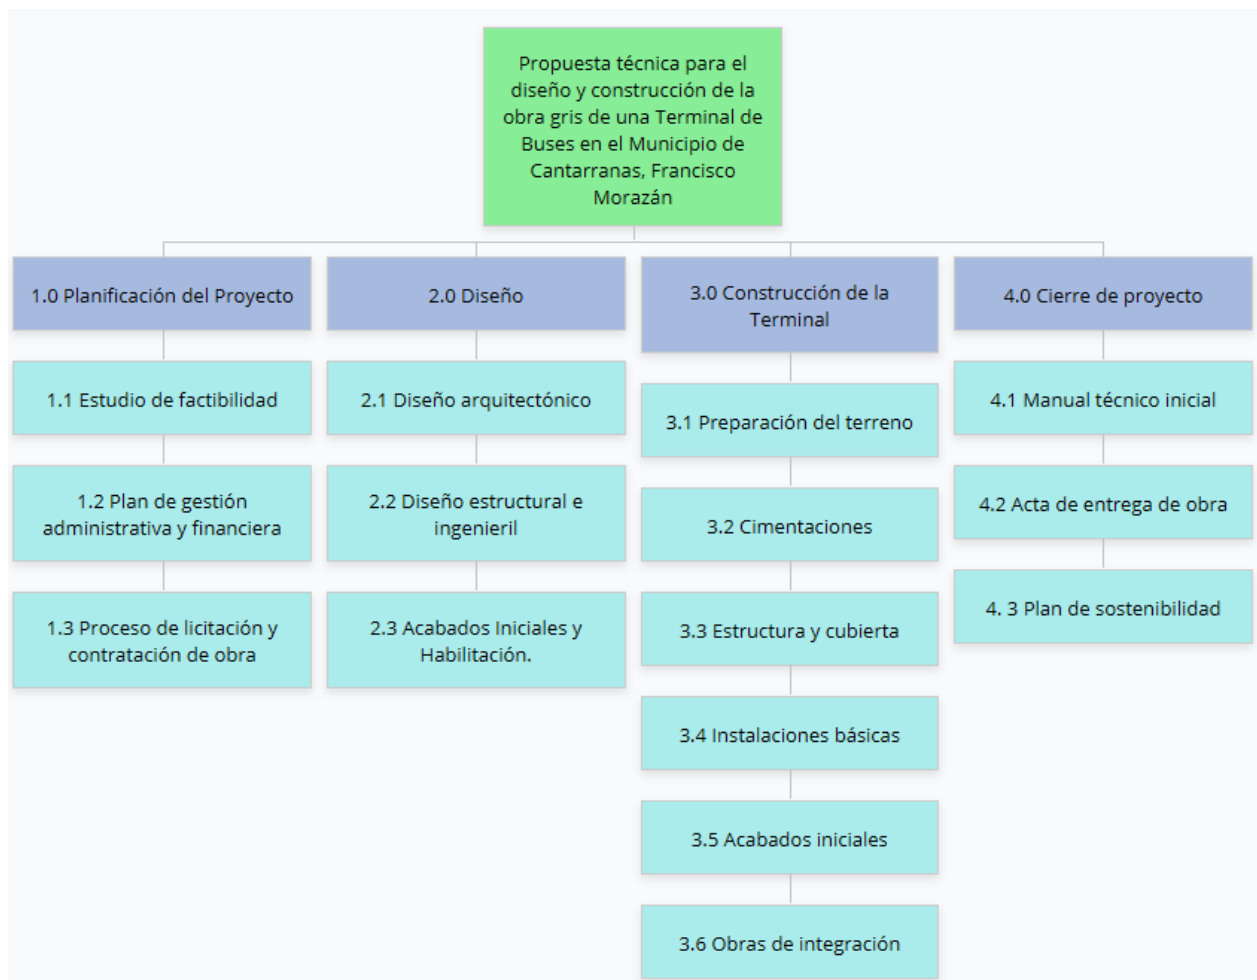 Propuesta técnica para el
diseño y construcción de la
obra gris de una Terminal de
Buses en el Municipio de
Cantarranas, Francisco
Morazán
1.0 Planificación del Proyecto
1.1 Estudio de factibilidad
1.2 Plan de gestión
administrativa y financiera
1.3 Proceso de licitación y
contratación de obra
2.0 Diseño
2.1 Diseño arquitectónico
2.2 Diseño estructural e
ingenieril
2.3 Acabados Iniciales y
Habilitación.
3.0 Construcción de la
Terminal
3.1 Preparación del terreno
3.2 Cimentaciones
3.3 Estructura y cubierta
3.4 Instalaciones básicas
3.5 Acabados iniciales
3.6 Obras de integración
4.0 Cierre de proyecto
4.1 Manual técnico inicial
4.2 Acta de entrega de obra
4. 3 Plan de sostenibilidad